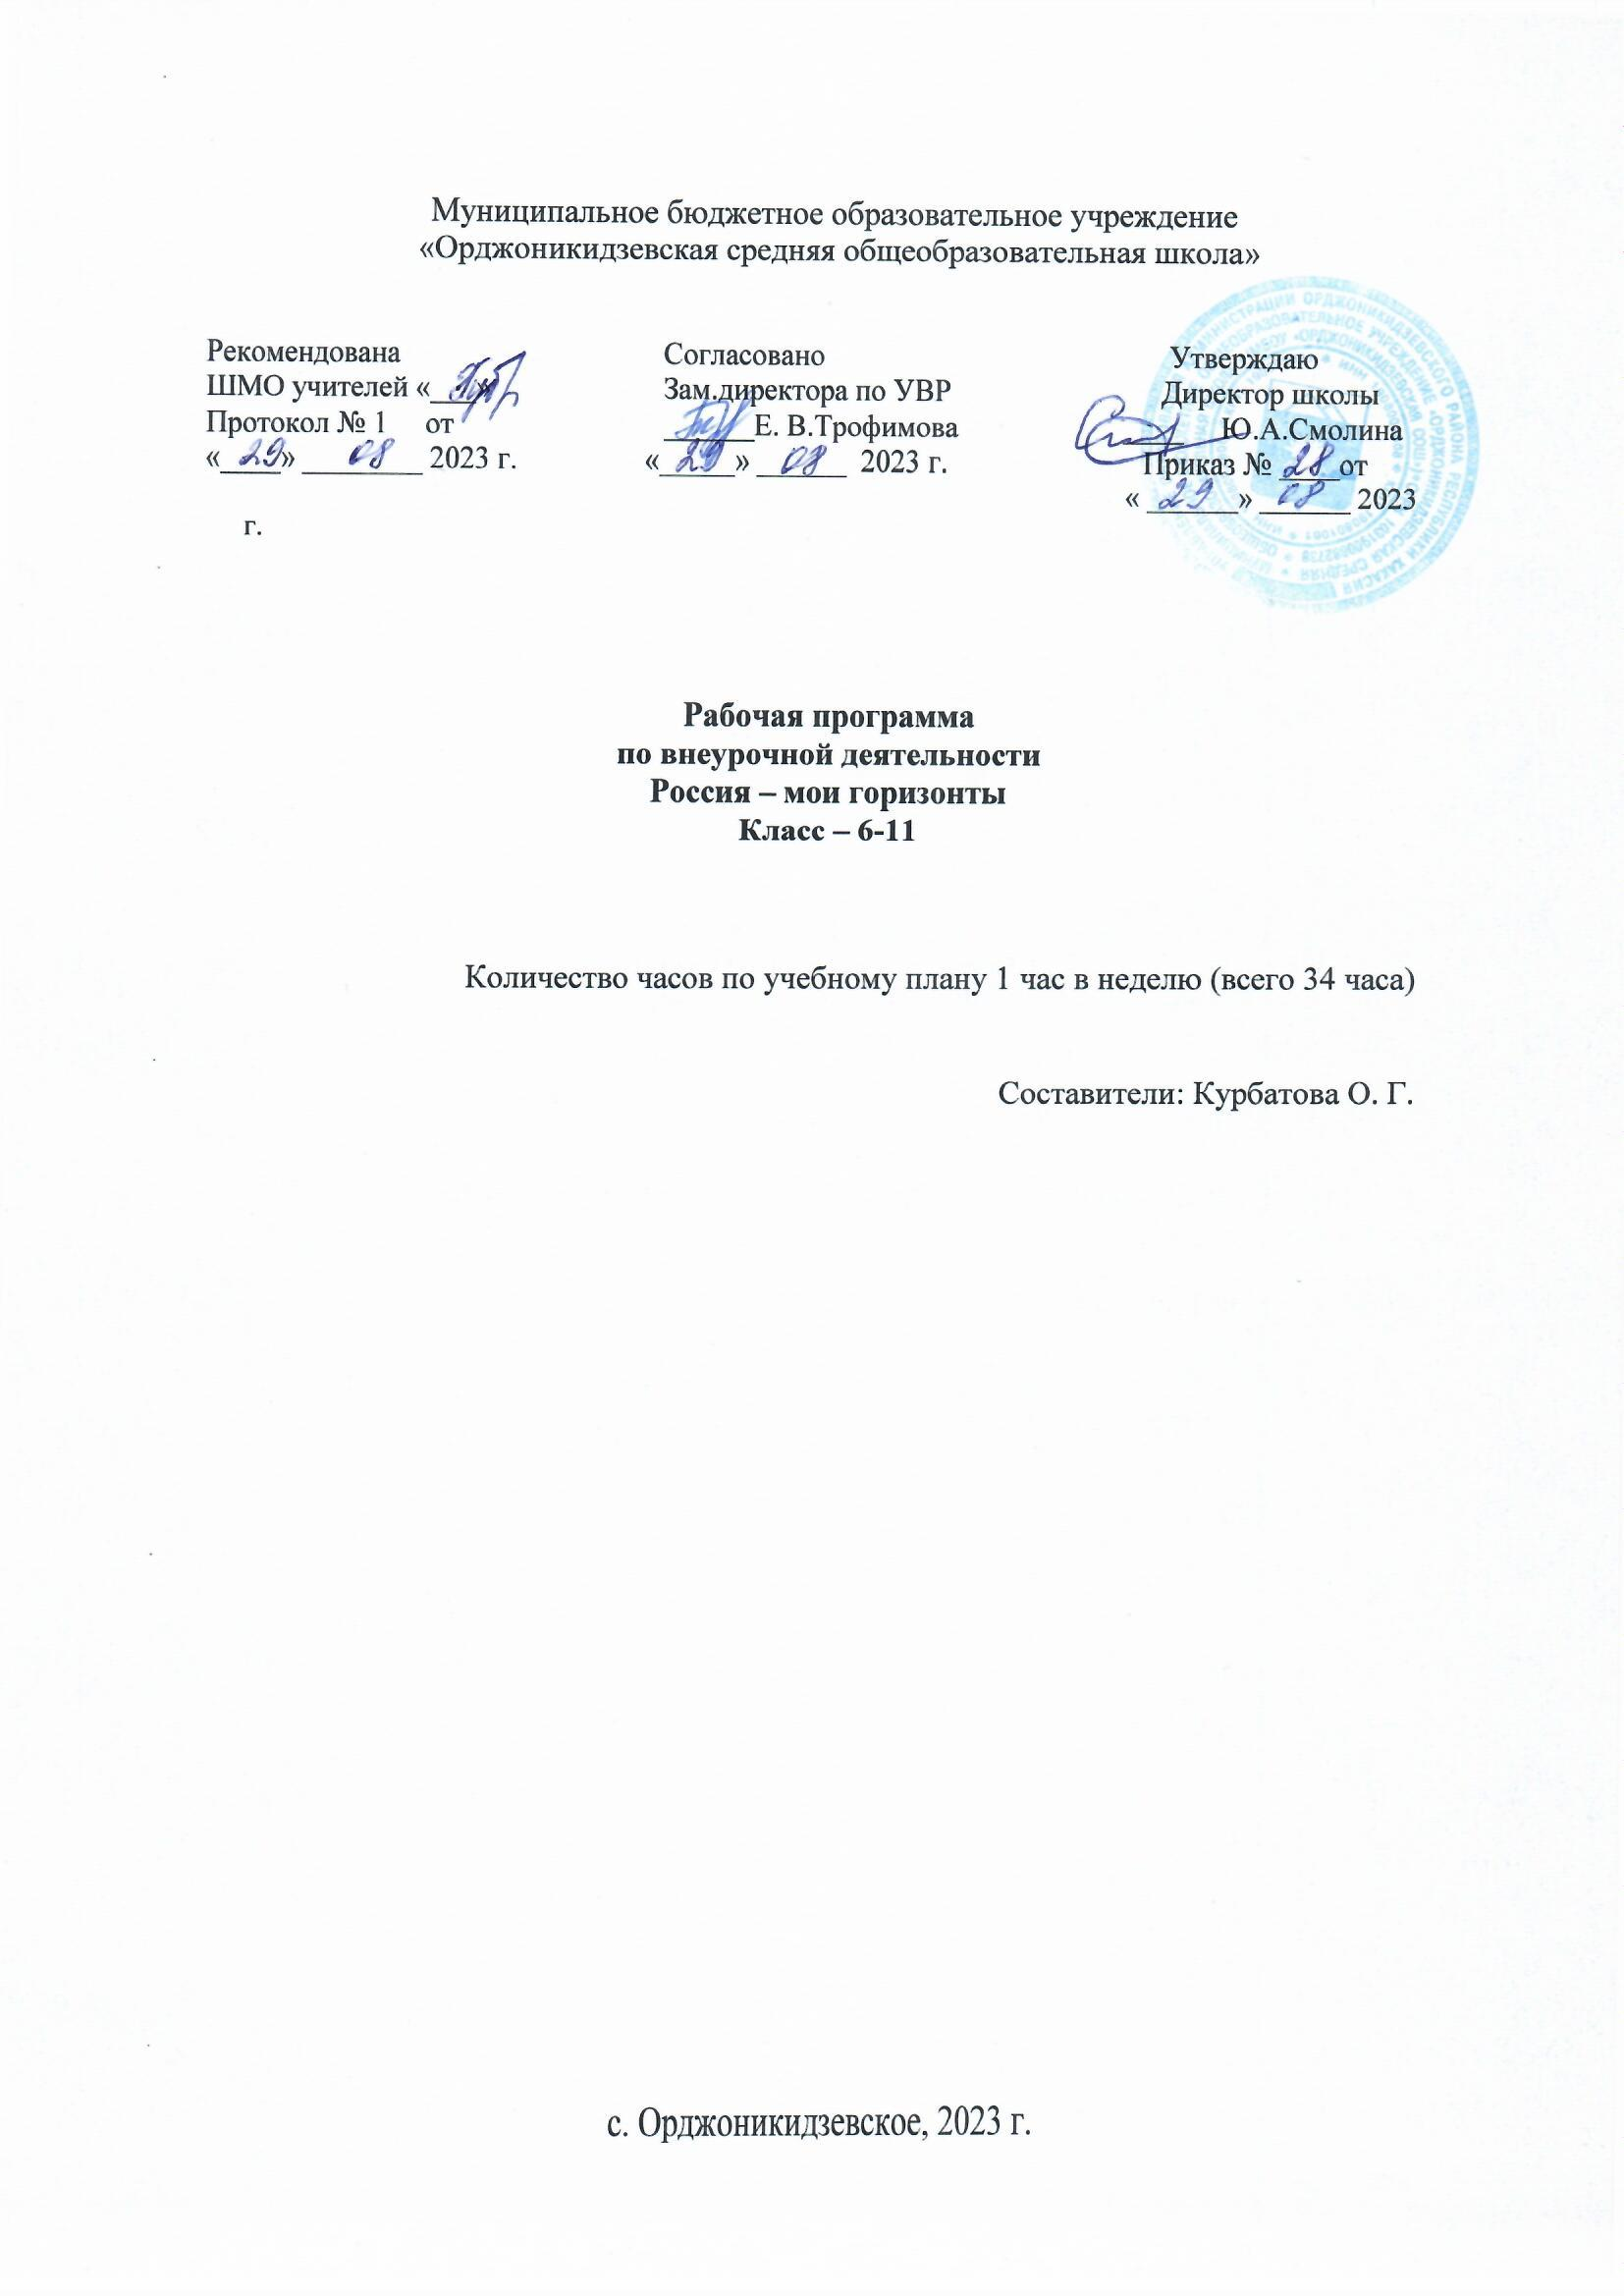 Муниципальное бюджетное образовательное учреждение
«Орджоникидзевская средняя общеобразовательная школа»
Рекомендована
ШМО учителей «___»
Протокол № 1 от
«29» 08 2023 г.
Согласовано
Зам.директора по УВР
______Е. В.Трофимова
«29» 08 2023 г.
Утверждаю
Директор школы
Ю.А.Смолина
Приказ № 28 от
«29» 08 2023
г.
Рабочая программа
по внеурочной деятельности
Россия – мои горизонты
Класс – 6-11
Количество часов по учебному плану 1 час в неделю (всего 34 часа)
Составители: Курбатова О. Г.
с. Орджоникидзевское, 2023 г.